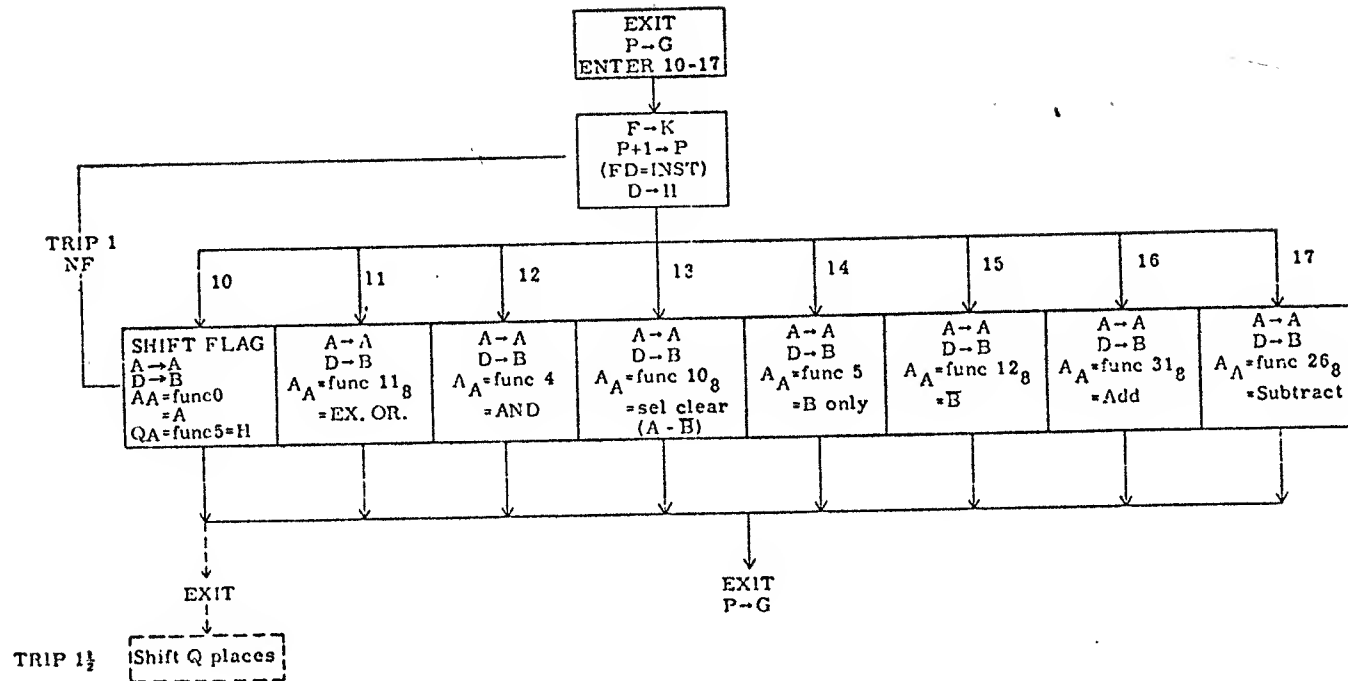 EXIT
P→G
ENTER 10-17
F→K
P+1→P
(FD=INST)
D→H
TRIP 1
NF
10
11
12
13
14
15
16
17
SHIFT FLAG
A→A
D→B
AA=func0
=A
QA=func5=H
A→A
D→B
AA=func 11₈
=EX. OR.
A→A
D→B
AA=func 4
=AND
A→A
D→B
AA=func 10₈
=sel clear
(A - B̅)
A→A
D→B
AA=func 5
=B only
A→A
D→B
AA=func 12₈
=B̅
A→A
D→B
AA=func 31₈
=Add
A→A
D→B
AA=func 26₈
=Subtract
EXIT
EXIT
P→G
TRIP 1½
Shift Q places